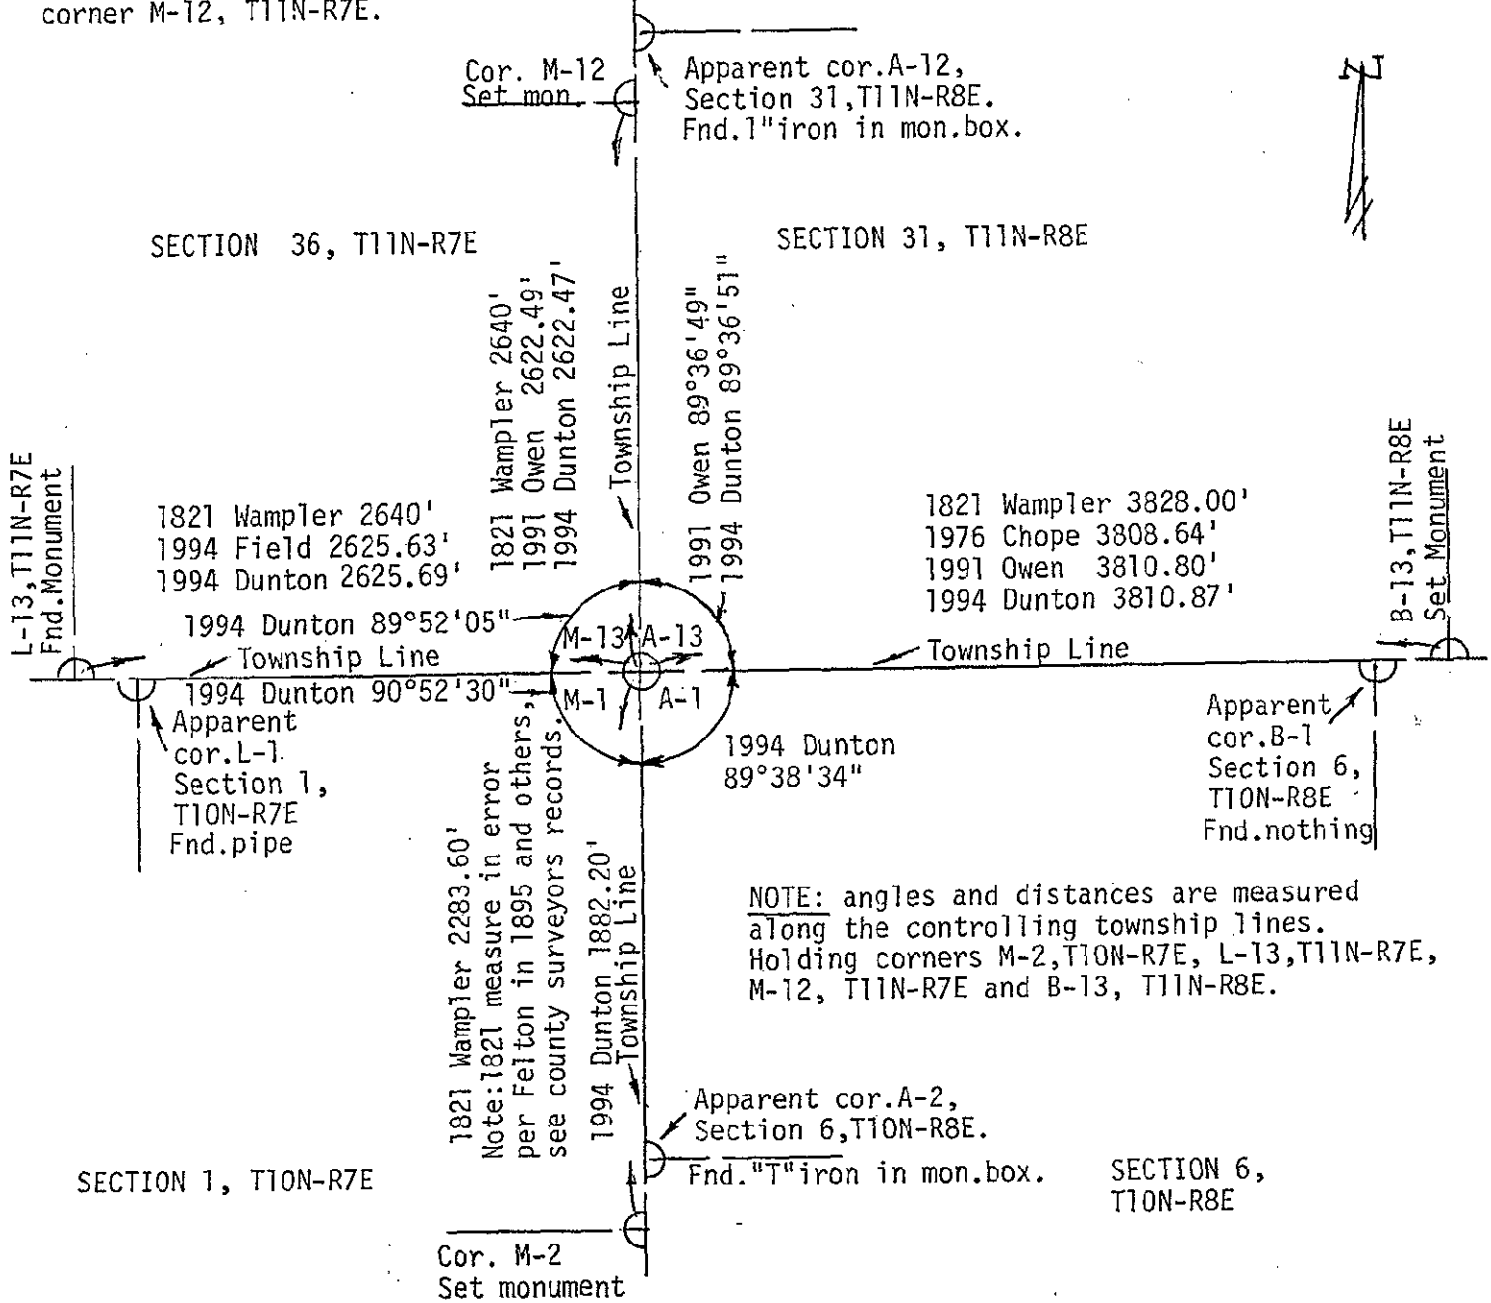 corner M-12, T11N-R7E.
Cor. M-12
Set mon.
Apparent cor.A-12,
Section 31,T11N-R8E.
Fnd.1"iron in mon.box.
N
SECTION 36, T11N-R7E
SECTION 31, T11N-R8E
1821 Wampler 2640'
1991 Owen 2622.49'
1994 Dunton 2622.47'
Township Line
1991 Owen 89°36'49"
1994 Dunton 89°36'51"
L-13,T11N-R7E
Fnd.Monument
1821 Wampler 2640'
1994 Field 2625.63'
1994 Dunton 2625.69'
1821 Wampler 3828.00'
1976 Chope 3808.64'
1991 Owen 3810.80'
1994 Dunton 3810.87'
B-13,T11N-R8E
Set Monument
1994 Dunton 89°52'05"
Township Line
1994 Dunton 90°52'30"
M-13 A-13
M-1 A-1
Township Line
Apparent
cor.L-1
Section 1,
T10N-R7E
Fnd.pipe
1994 Dunton
89°38'34"
Apparent
cor.B-1
Section 6,
T10N-R8E
Fnd.nothing
1821 Wampler 2283.60'
Note:1821 measure in error
per Felton in 1895 and others,
see county surveyors records.
1994 Dunton 1882.20'
Township Line
NOTE: angles and distances are measured
along the controlling township lines.
Holding corners M-2,T10N-R7E, L-13,T11N-R7E,
M-12, T11N-R7E and B-13, T11N-R8E.
Apparent cor.A-2,
Section 6,T10N-R8E.
Fnd."T"iron in mon.box.
SECTION 1, T10N-R7E
SECTION 6,
T10N-R8E
Cor. M-2
Set monument